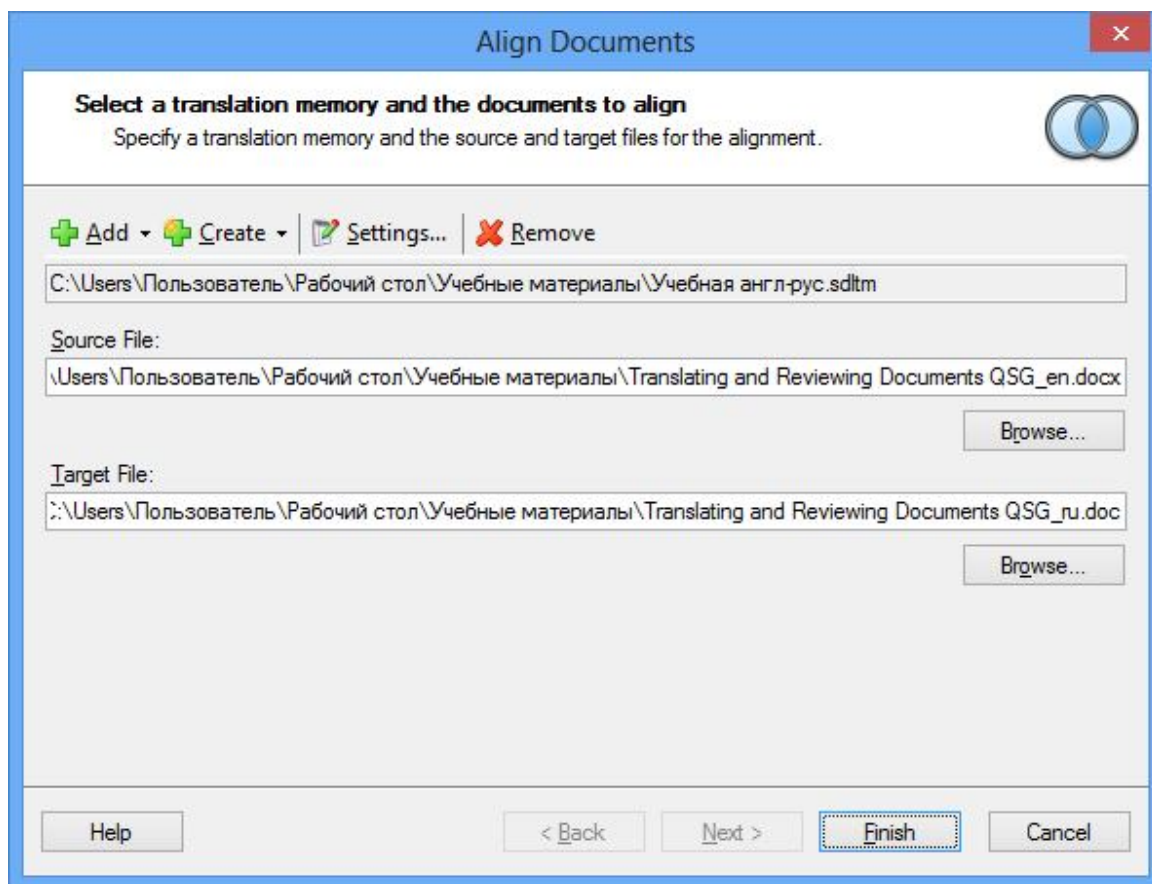 Align Documents
Select a translation memory and the documents to align
Specify a translation memory and the source and target files for the alignment.
Add Create Settings... Remove
C:\Users\Пользователь\Рабочий стол\Учебные материалы\Учебная англ-рус.sdltm
Source File:
\Users\Пользователь\Рабочий стол\Учебные материалы\Translating and Reviewing Documents QSG_en.docx
Browse...
Target File:
:\Users\Пользователь\Рабочий стол\Учебные материалы\Translating and Reviewing Documents QSG_ru.doc
Browse...
Help < Back Next > Finish Cancel